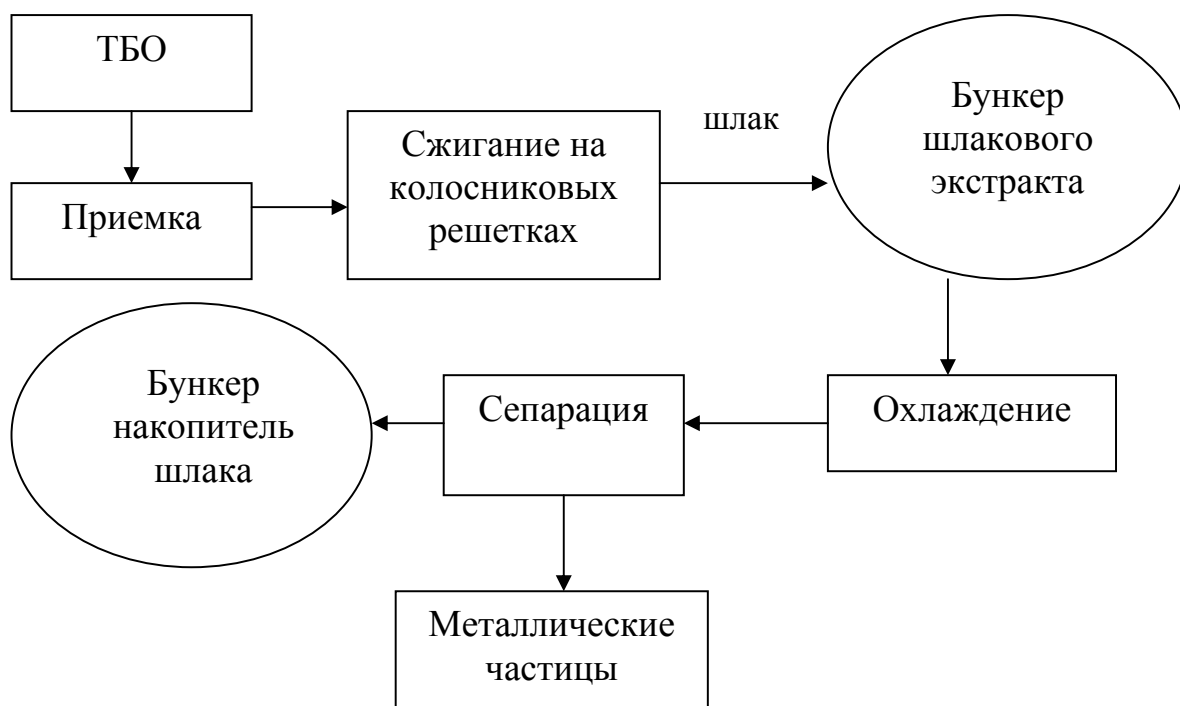 ТБО
Приемка
Сжигание на
колосниковых
решетках
шлак
Бункер
шлакового
экстракта
Охлаждение
Сепарация
Бункер
накопитель
шлака
Металлические
частицы